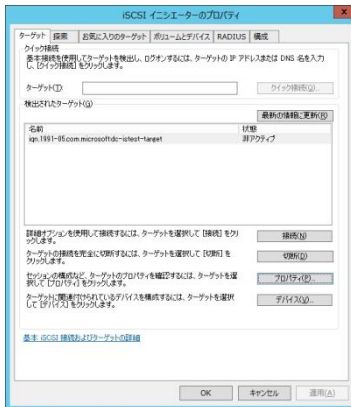 iSCSI イニシエーターのプロパティ
x
ターゲット 探索 お気に入りのターゲット ボリュームとデバイス RADIUS 構成
クイック接続
基本接続を使用してターゲットを検出し、ログオンするには、ターゲットの IP アドレスまたは DNS 名を入力
し、[クイック接続] をクリックします。
ターゲット(T): クイック接続(Q)...
検出されたターゲット(G)
最新の情報に更新(R)
名前 状態
iqn.1991-05.com.microsoft:dc-istest-target 非アクティブ
詳細オプションを使用して接続するには、ターゲットを選択して [接続] をクリ
ックします。
接続(N)
ターゲットの接続を完全に切断するには、ターゲットを選択して [切断] を
クリックします。
切断(D)
セッションの構成など、ターゲットのプロパティを確認するには、ターゲットを選
択して [プロパティ] をクリックします。
プロパティ(P)...
ターゲットに関連付けられているデバイスを構成するには、ターゲットを選択
して [デバイス] をクリックします。
デバイス(V)...
基本 iSCSI 接続およびターゲットの詳細
OK キャンセル 適用(A)